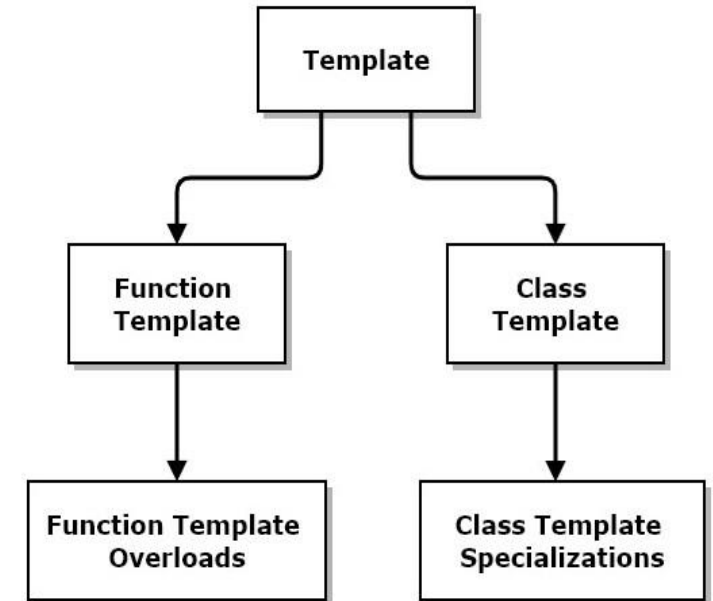 Template
Function
Template
Class
Template
Function Template
Overloads
Class Template
Specializations